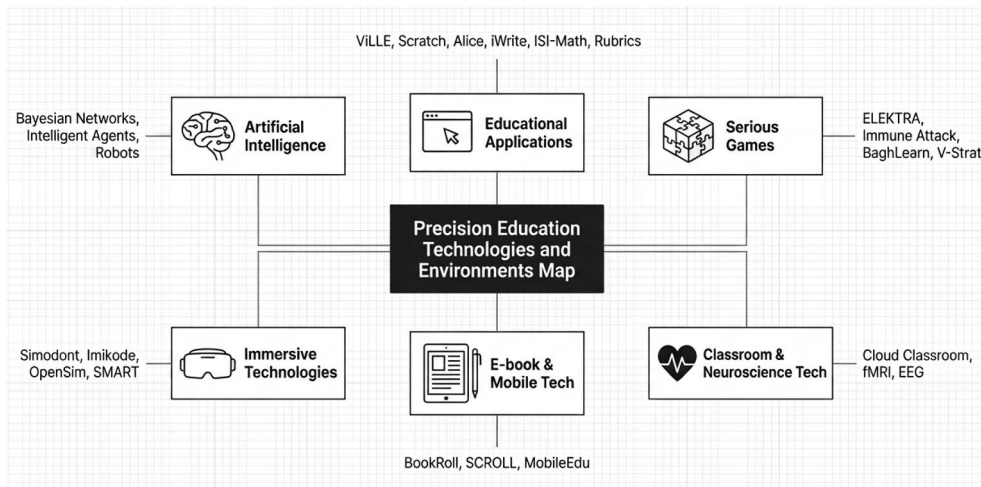 ViLLE, Scratch, Alice, iWrite, ISI-Math, Rubrics
Bayesian Networks,
Intelligent Agents,
Robots
Artificial
Intelligence
Educational
Applications
Serious
Games
ELEKTRA,
Immune Attack,
BaghLearn, V-Strat
Precision Education
Technologies and
Environments Map
Simodont, Imikode,
OpenSim, SMART
Immersive
Technologies
E-book &
Mobile Tech
Classroom &
Neuroscience Tech
Cloud Classroom,
fMRI, EEG
BookRoll, SCROLL, MobileEdu